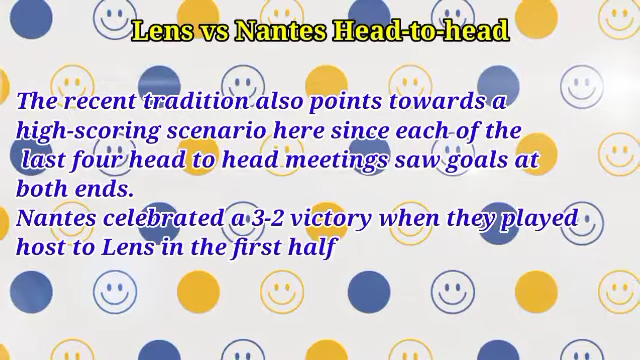 Lens vs Nantes Head-to-head
The recent tradition also points towards a
high-scoring scenario here since each of the
last four head to head meetings saw goals at
both ends.
Nantes celebrated a 3-2 victory when they played
host to Lens in the first half